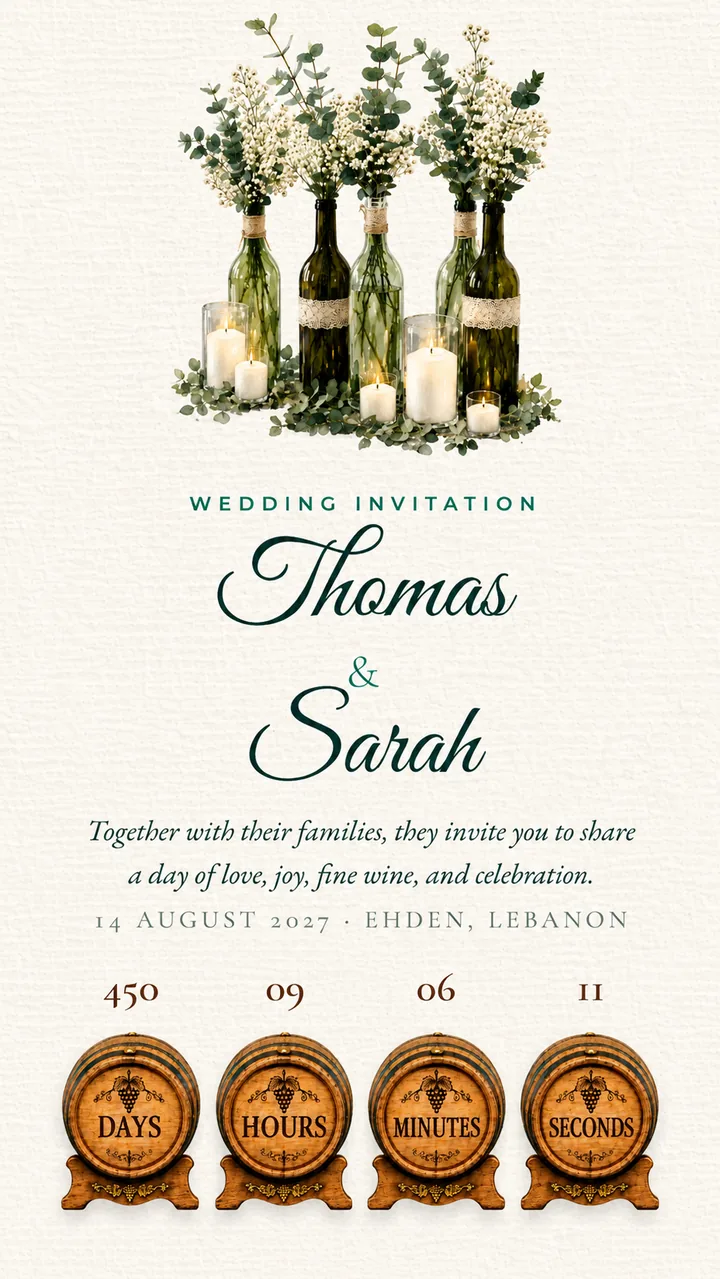 WEDDING INVITATION
Thomas
&
Sarah
Together with their families, they invite you to share
a day of love, joy, fine wine, and celebration.
14 AUGUST 2027 · EHDEN, LEBANON
450 09 06 11
DAYS HOURS MINUTES SECONDS